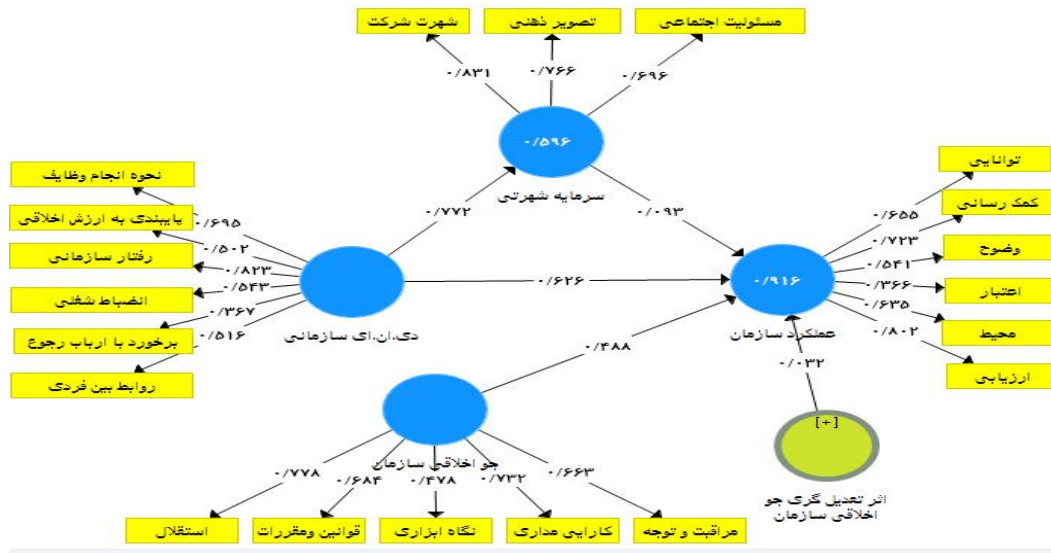 مسئولیت اجتماعی
تصویر ذهنی
شهرت شرکت
۰/۸۳۱
۰/۷۶۶
۰/۶۹۶
۰/۵۹۶
سرمایه شهرتی
۰/۷۷۲
۰/۰۹۳
نحوه انجام وظایف
پایبندی به ارزش اخلاقی
رفتار سازمانی
انضباط شغلی
برخورد با ارباب رجوع
روابط بین فردی
۰/۶۹۵
۰/۵۰۲
۰/۸۲۳
۰/۵۴۳
۰/۳۶۷
۰/۵۱۶
دی.ان.ای سازمانی
۰/۶۲۶
۰/۹۱۶
عملکرد سازمان
توانایی
کمک رسانی
وضوح
اعتبار
محیط
ارزیابی
۰/۶۵۵
۰/۷۲۳
۰/۵۴۱
۰/۳۶۶
۰/۶۳۵
۰/۸۰۲
۰/۴۸۸
۰/۰۳۲
جو اخلاقی سازمان
۰/۷۷۸
۰/۶۸۴
۰/۴۷۸
۰/۷۳۲
۰/۶۶۳
استقلال
قوانین ومقررات
نگاه ابزاری
کارایی مداری
مراقبت و توجه
[+]
اثر تعدیل گری جو
اخلاقی سازمان